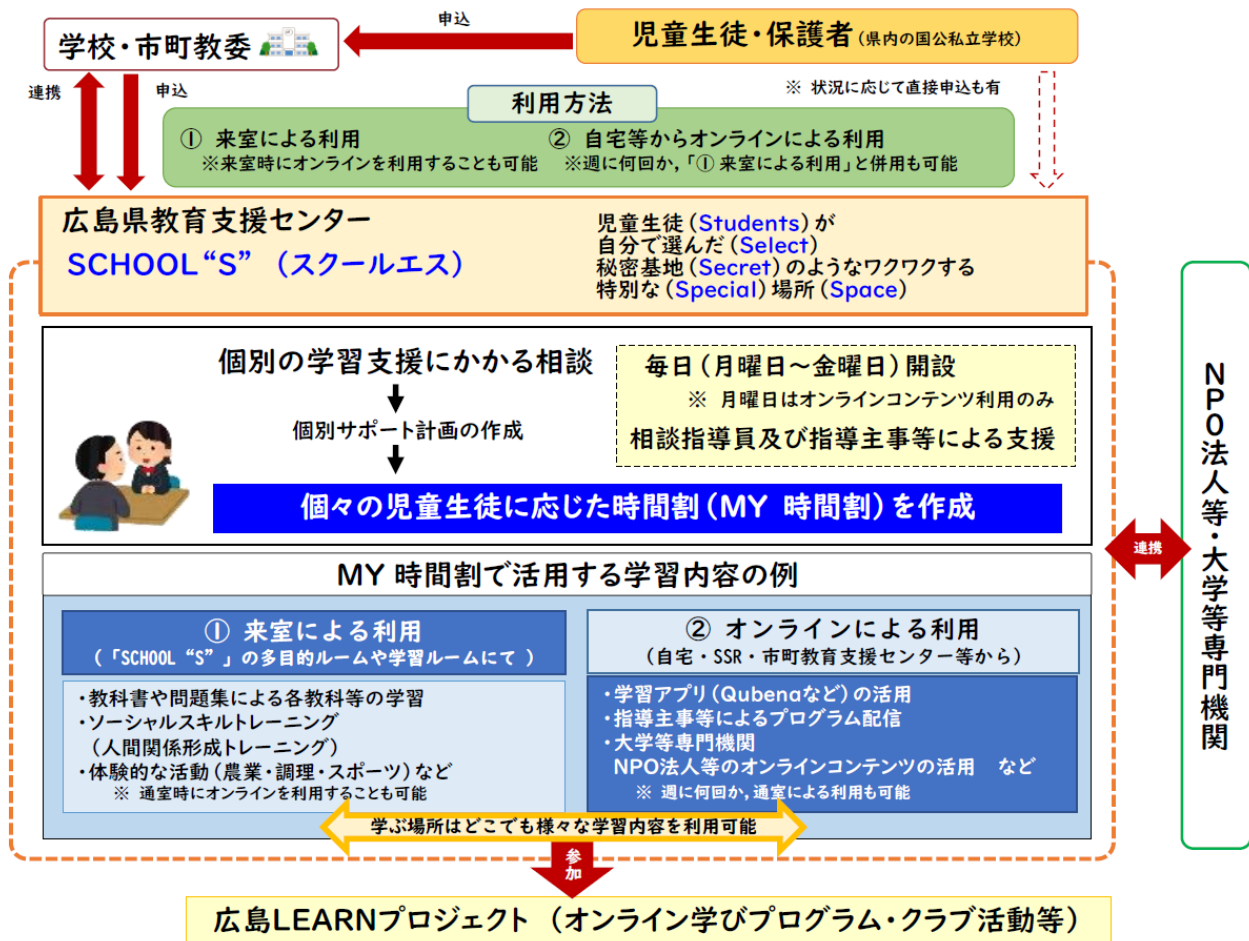 学校・市町教委
申込
児童生徒・保護者(県内の国公私立学校)
連携
申込
※ 状況に応じて直接申込も有
利用方法
① 来室による利用
※来室時にオンラインを利用することも可能
② 自宅等からオンラインによる利用
※週に何回か,「①来室による利用」と併用も可能
広島県教育支援センター
SCHOOL“S” (スクールエス)
児童生徒(Students)が
自分で選んだ(Select)
秘密基地(Secret)のようなワクワクする
特別な(Special)場所(Space)
個別の学習支援にかかる相談
個別サポート計画の作成
毎日(月曜日~金曜日)開設
※ 月曜日はオンラインコンテンツ利用のみ
相談指導員及び指導主事等による支援
個々の児童生徒に応じた時間割(MY 時間割)を作成
MY 時間割で活用する学習内容の例
① 来室による利用
(「SCHOOL “S”」の多目的ルームや学習ルームにて )
・教科書や問題集による各教科等の学習
・ソーシャルスキルトレーニング
(人間関係形成トレーニング)
・体験的な活動(農業・調理・スポーツ)など
※ 通室時にオンラインを利用することも可能
② オンラインによる利用
(自宅・SSR・市町教育支援センター等から)
・学習アプリ(Qubenaなど)の活用
・指導主事等によるプログラム配信
・大学等専門機関
NPO法人等のオンラインコンテンツの活用 など
※ 週に何回か,通室による利用も可能
学ぶ場所はどこでも様々な学習内容を利用可能
連携
NPO法人等・大学等専門機関
参加
広島LEARNプロジェクト (オンライン学びプログラム・クラブ活動等)